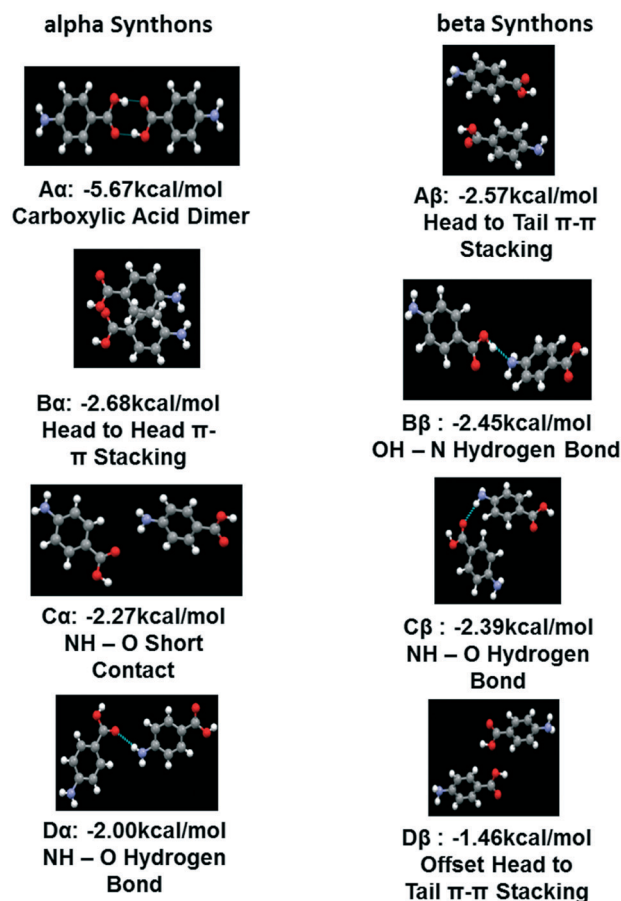 alpha Synthons
Aα: -5.67kcal/mol
Carboxylic Acid Dimer
Bα: -2.68kcal/mol
Head to Head π-
π Stacking
Cα: -2.27kcal/mol
NH – O Short
Contact
Dα: -2.00kcal/mol
NH – O Hydrogen
Bond
beta Synthons
Aβ: -2.57kcal/mol
Head to Tail π-π
Stacking
Bβ : -2.45kcal/mol
OH – N Hydrogen Bond
Cβ : -2.39kcal/mol
NH – O Hydrogen
Bond
Dβ : -1.46kcal/mol
Offset Head to
Tail π-π Stacking